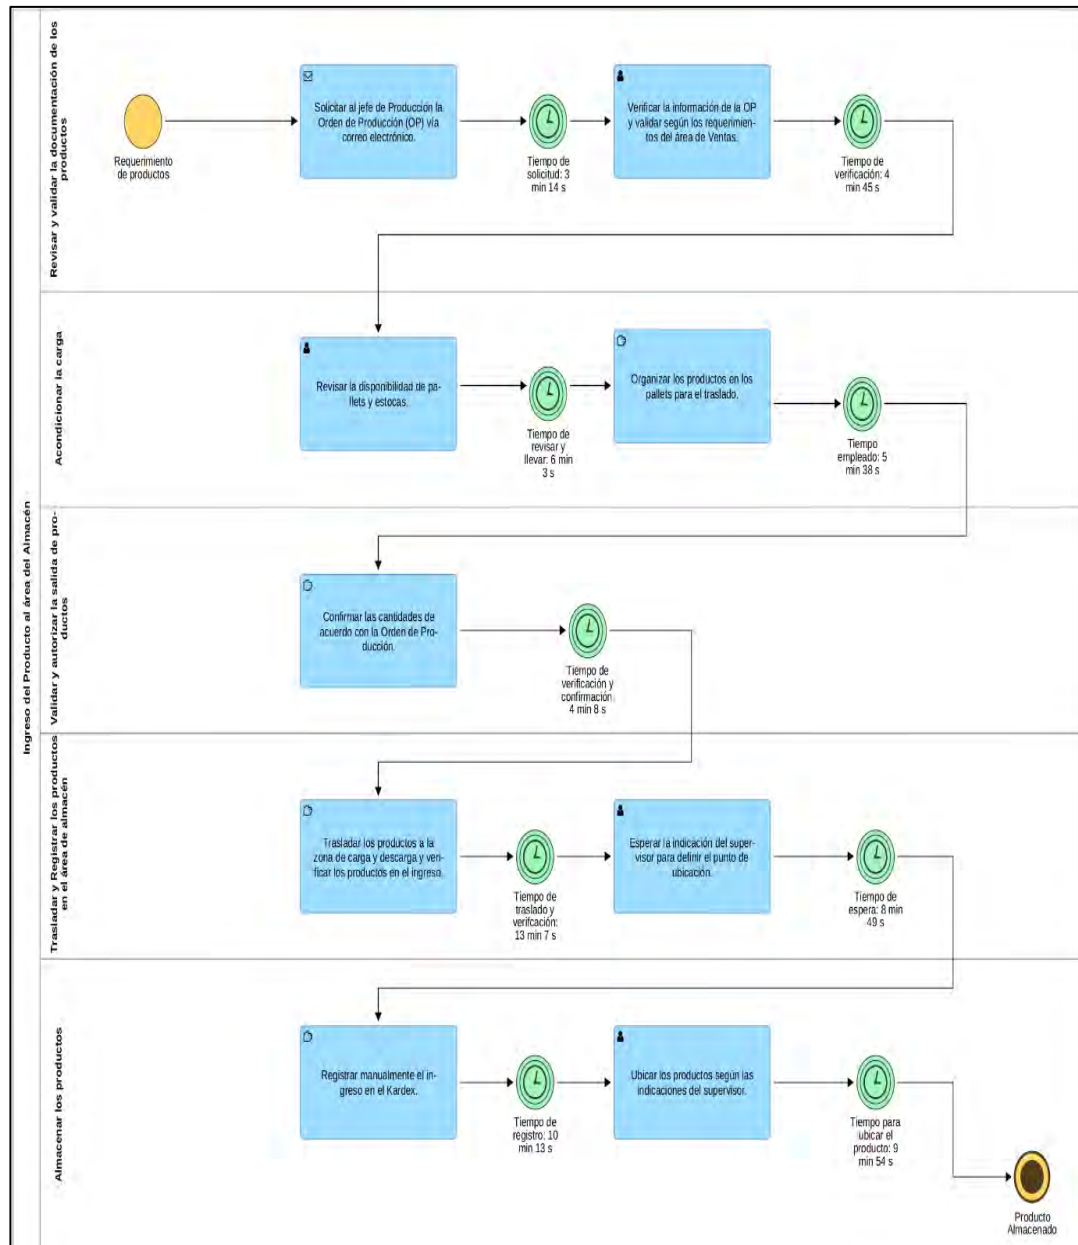 Ingreso del Producto al área del Almacén
Revisar y validar la documentación de los
productos
Requerimiento
de productos
Solicitar al jefe de Producción la
Orden de Producción (OP) vía
correo electrónico.
Tiempo de
solicitud: 3
min 14 s
Verificar la información de la OP
y validar según los requerimien-
tos del área de Ventas.
Tiempo de
verificación: 4
min 45 s
Acondicionar la carga
Revisar la disponibilidad de pa-
llets y estocas.
Tiempo de
revisar y
llevar: 6 min
3 s
Organizar los productos en los
pallets para el traslado.
Tiempo
empleado: 5
min 38 s
Validar y autorizar la salida de pro-
ductos
Confirmar las cantidades de
acuerdo con la Orden de Pro-
ducción.
Tiempo de
verificación y
confirmación:
4 min 8 s
Trasladar y Registrar los productos
en el área de almacén
Trasladar los productos a la
zona de carga y descarga y veri-
ficar los productos en el ingreso.
Tiempo de
traslado y
verifcación:
13 min 7 s
Esperar la indicación del super-
visor para definir el punto de
ubicación.
Tiempo de
espera: 8 min
49 s
Almacenar los productos
Registrar manualmente el in-
greso en el Kardex.
Tiempo de
registro: 10
min 13 s
Ubicar los productos según las
indicaciones del supervisor.
Tiempo para
ubicar el
producto: 9
min 54 s
Producto
Almacenado